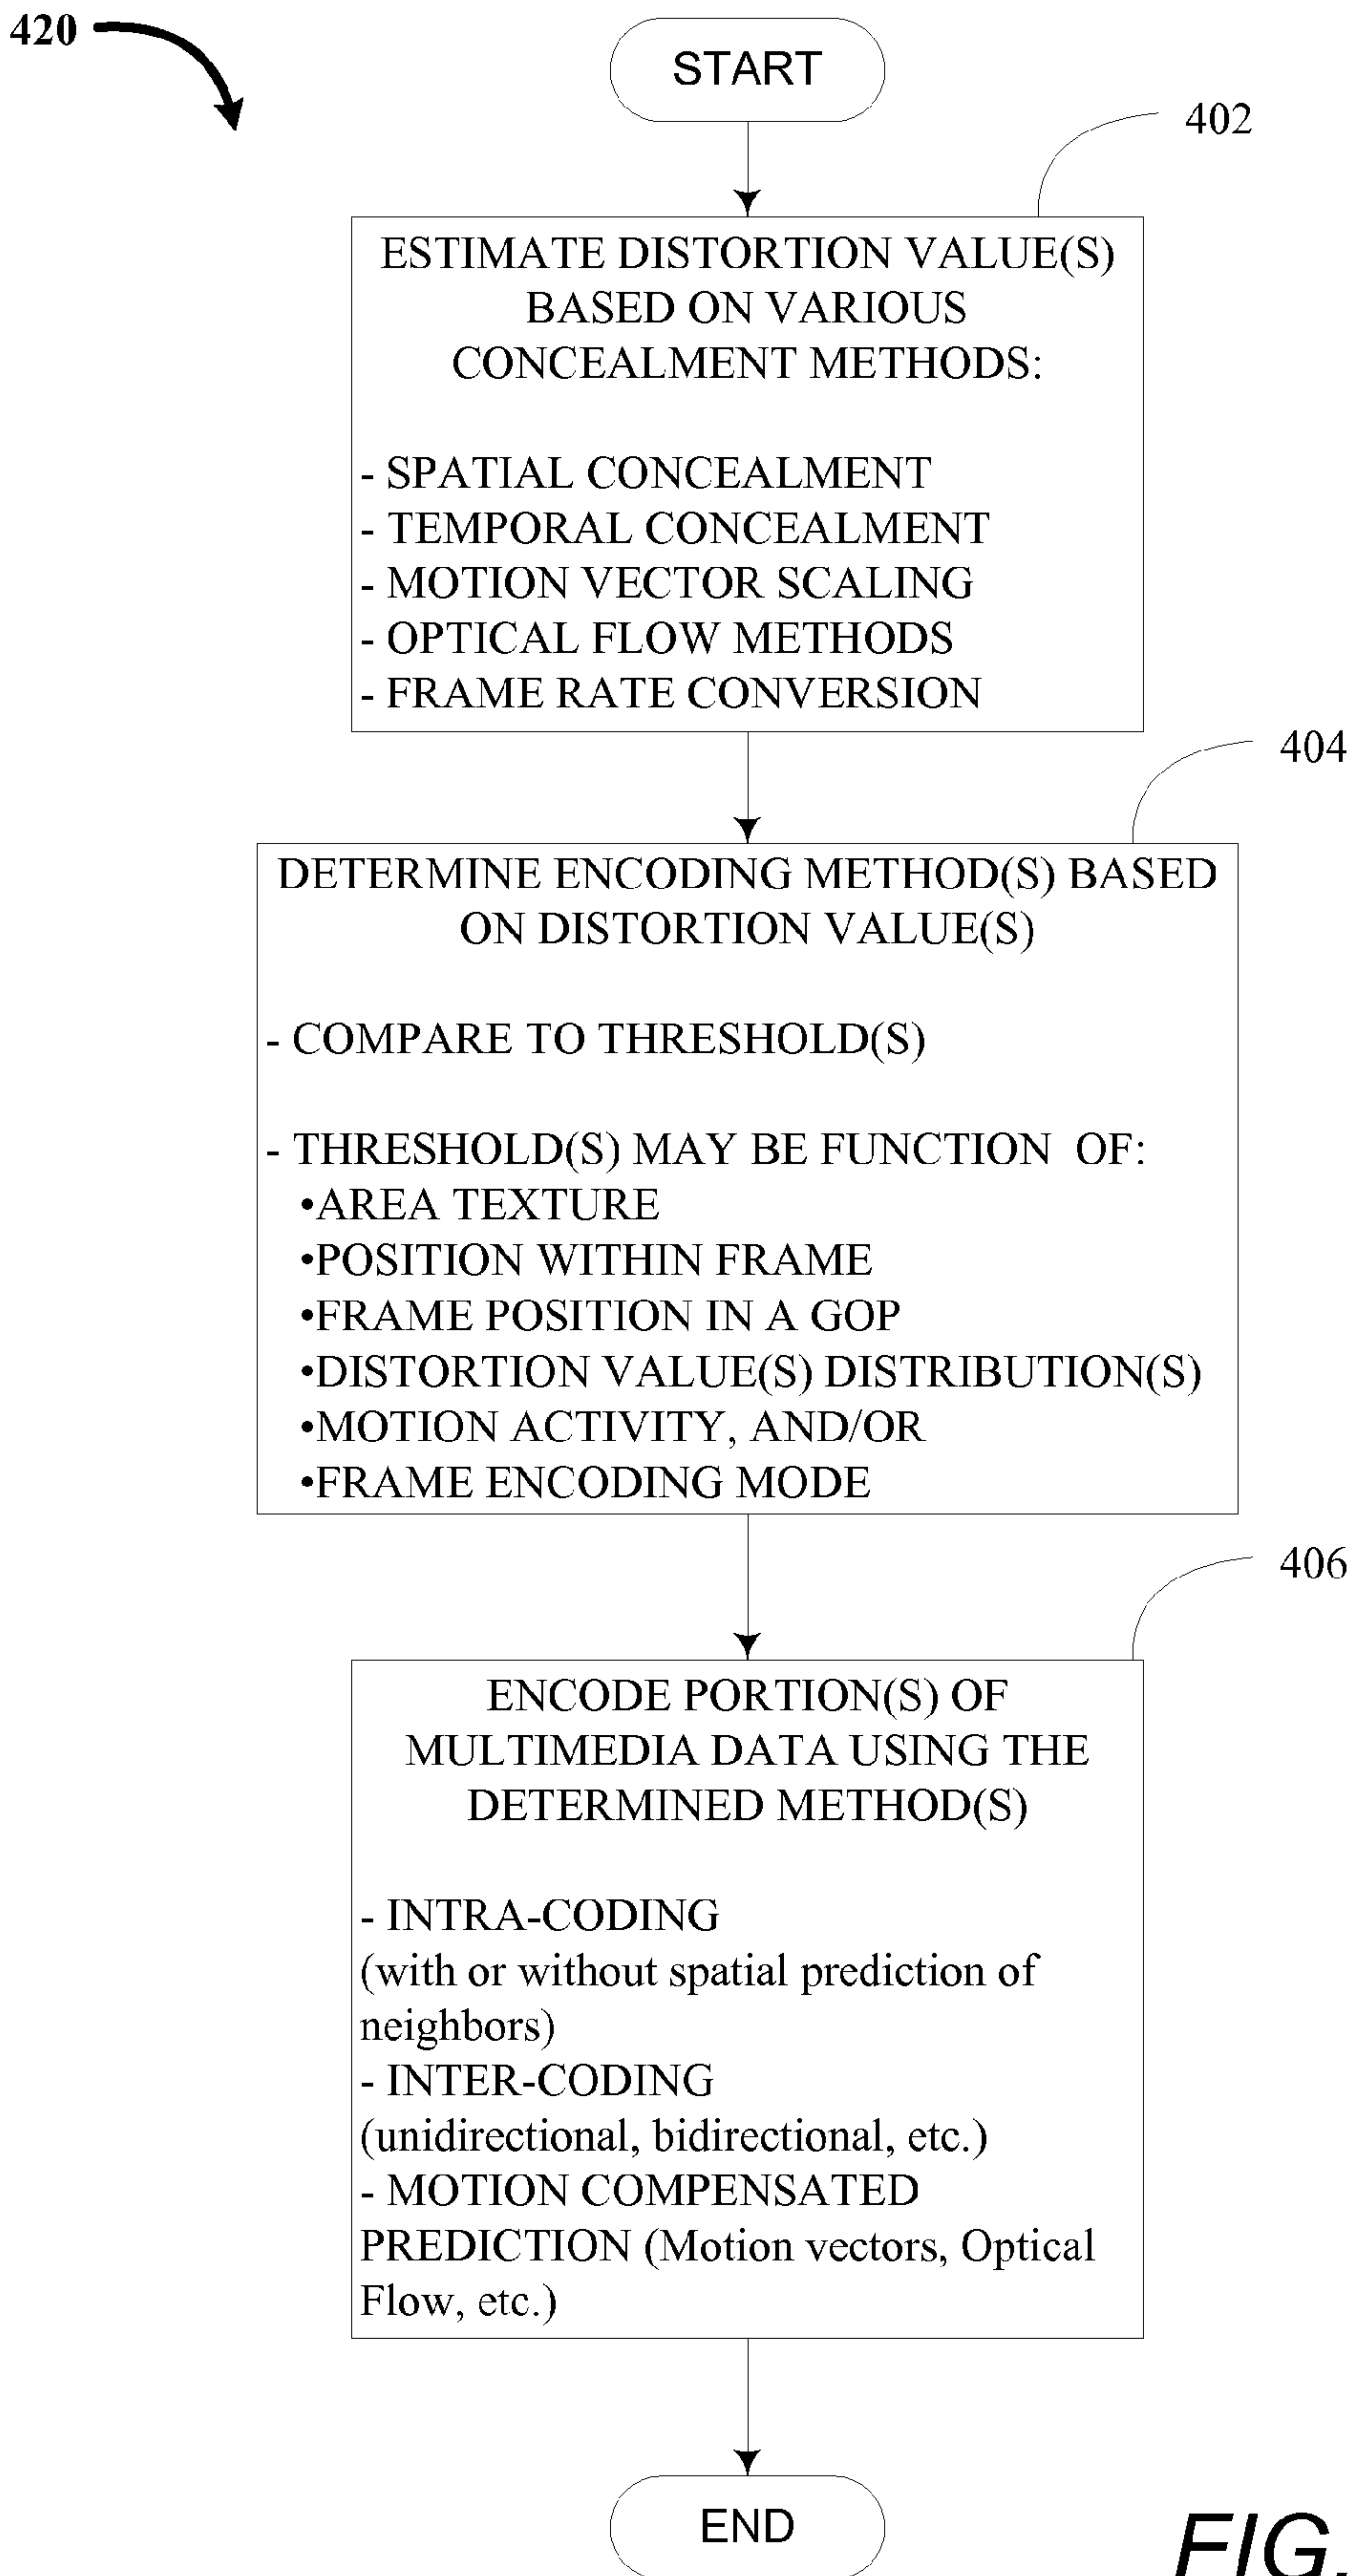 420
START
402
ESTIMATE DISTORTION VALUE(S)
BASED ON VARIOUS
CONCEALMENT METHODS:
- SPATIAL CONCEALMENT
- TEMPORAL CONCEALMENT
- MOTION VECTOR SCALING
- OPTICAL FLOW METHODS
- FRAME RATE CONVERSION
404
DETERMINE ENCODING METHOD(S) BASED
ON DISTORTION VALUE(S)
- COMPARE TO THRESHOLD(S)
- THRESHOLD(S) MAY BE FUNCTION OF:
•AREA TEXTURE
•POSITION WITHIN FRAME
•FRAME POSITION IN A GOP
•DISTORTION VALUE(S) DISTRIBUTION(S)
•MOTION ACTIVITY, AND/OR
•FRAME ENCODING MODE
406
ENCODE PORTION(S) OF
MULTIMEDIA DATA USING THE
DETERMINED METHOD(S)
- INTRA-CODING
(with or without spatial prediction of
neighbors)
- INTER-CODING
(unidirectional, bidirectional, etc.)
- MOTION COMPENSATED
PREDICTION (Motion vectors, Optical
Flow, etc.)
END
FIG.